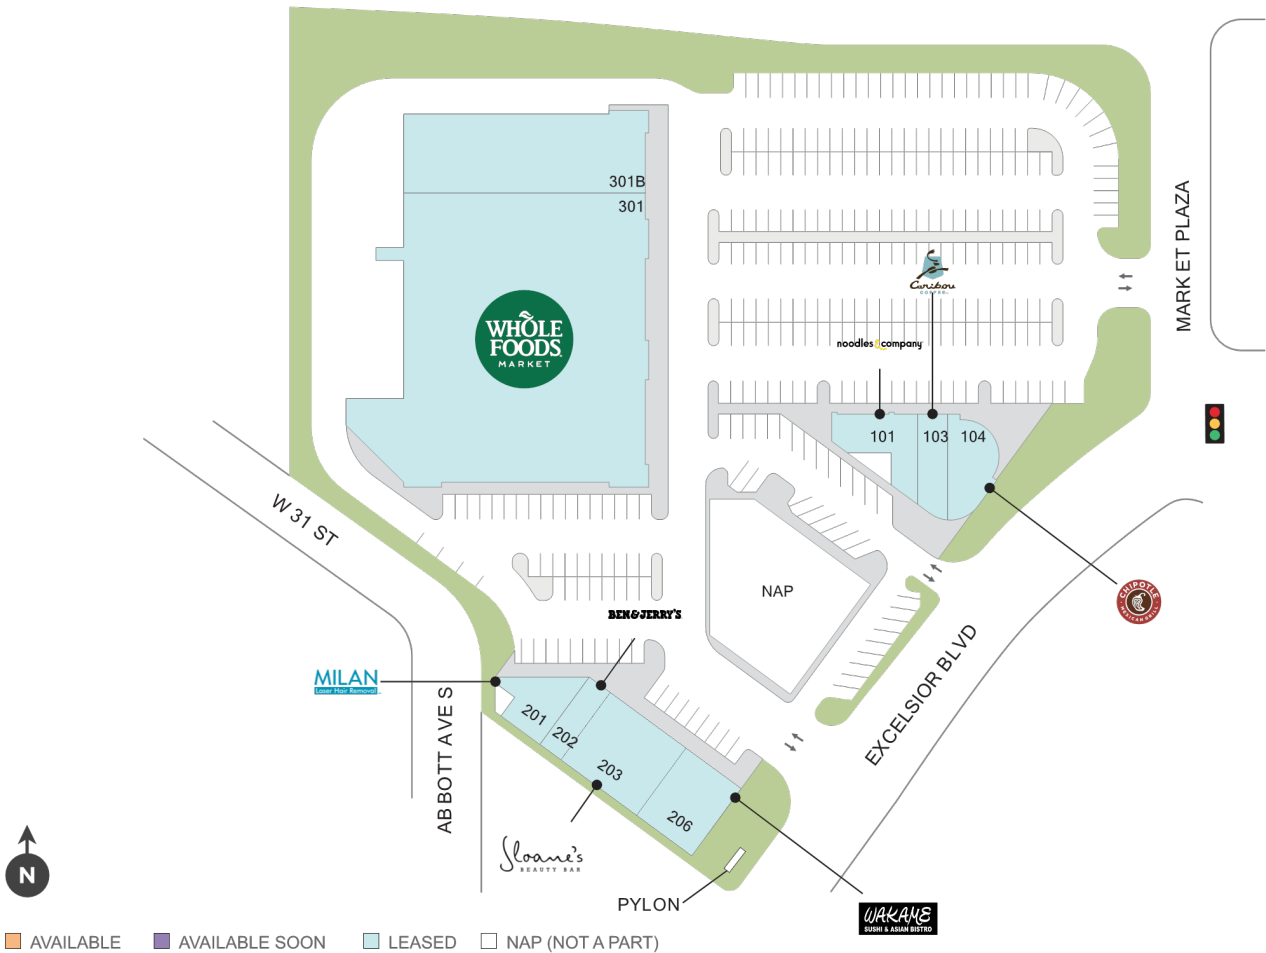 301B
301
WHOLE
FOODS
MARKET
MARKET PLAZA
Caribou
COFFEE
noodles & company
101
103
104
W 31 ST
NAP
CHIPOTLE
MEXICAN GRILL
BEN & JERRY'S
MILAN
Laser Hair Removal
ABBOTT AVE S
201
202
203
206
EXCELSIOR BLVD
Sloane's
BEAUTY BAR
PYLON
WAKAME
SUSHI & ASIAN BISTRO
N
AVAILABLE
AVAILABLE SOON
LEASED
NAP (NOT A PART)